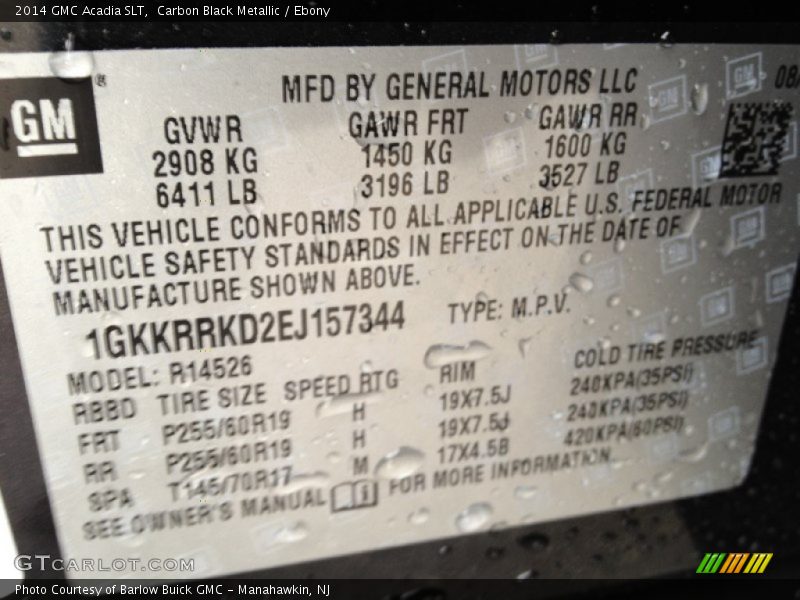 2014 GMC Acadia SLT, Carbon Black Metallic / Ebony
GM ®
MFD BY GENERAL MOTORS LLC 08/
GVWR GAWR FRT GAWR RR
2908 KG 1450 KG 1600 KG
6411 LB 3196 LB 3527 LB
THIS VEHICLE CONFORMS TO ALL APPLICABLE U.S. FEDERAL MOTOR
VEHICLE SAFETY STANDARDS IN EFFECT ON THE DATE OF
MANUFACTURE SHOWN ABOVE.
1GKKRRKD2EJ157344 TYPE: M.P.V.
MODEL: R14526
RBBD TIRE SIZE SPEED RTG RIM COLD TIRE PRESSURE
FRT P255/60R19 H 19X7.5J 240KPA(35PSI)
RR P255/60R19 H 19X7.5J 240KPA(35PSI)
SPA T145/70R17 M 17X4.5B 420KPA(60PSI)
SEE OWNER'S MANUAL FOR MORE INFORMATION.
GTCARLOT.COM
Photo Courtesy of Barlow Buick GMC – Manahawkin, NJ